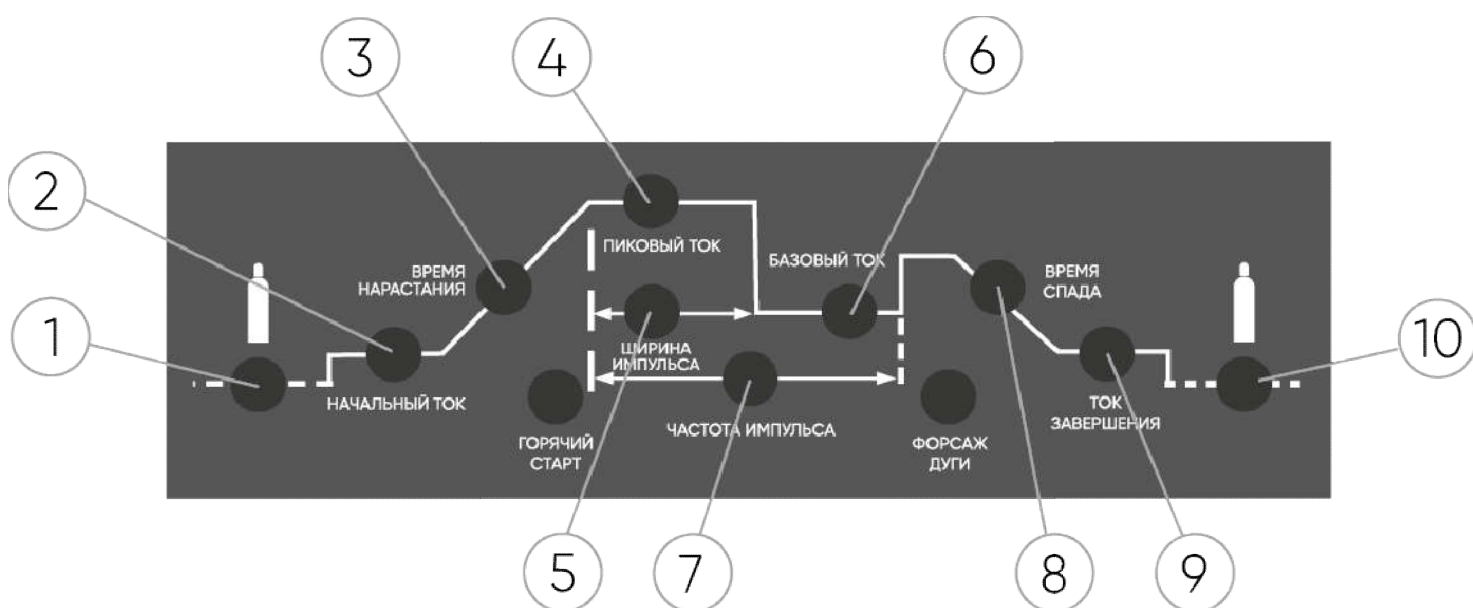 3
4
6
2
1
10
ПИКОВЫЙ ТОК
БАЗОВЫЙ ТОК
ВРЕМЯ
НАРАСТАНИЯ
ВРЕМЯ
СПАДА
ШИРИНА
ИМПУЛЬСА
НАЧАЛЬНЫЙ ТОК
ТОК
ЗАВЕРШЕНИЯ
ГОРЯЧИЙ
СТАРТ
ЧАСТОТА ИМПУЛЬСА
ФОРСАЖ
ДУГИ
5
7
8
9